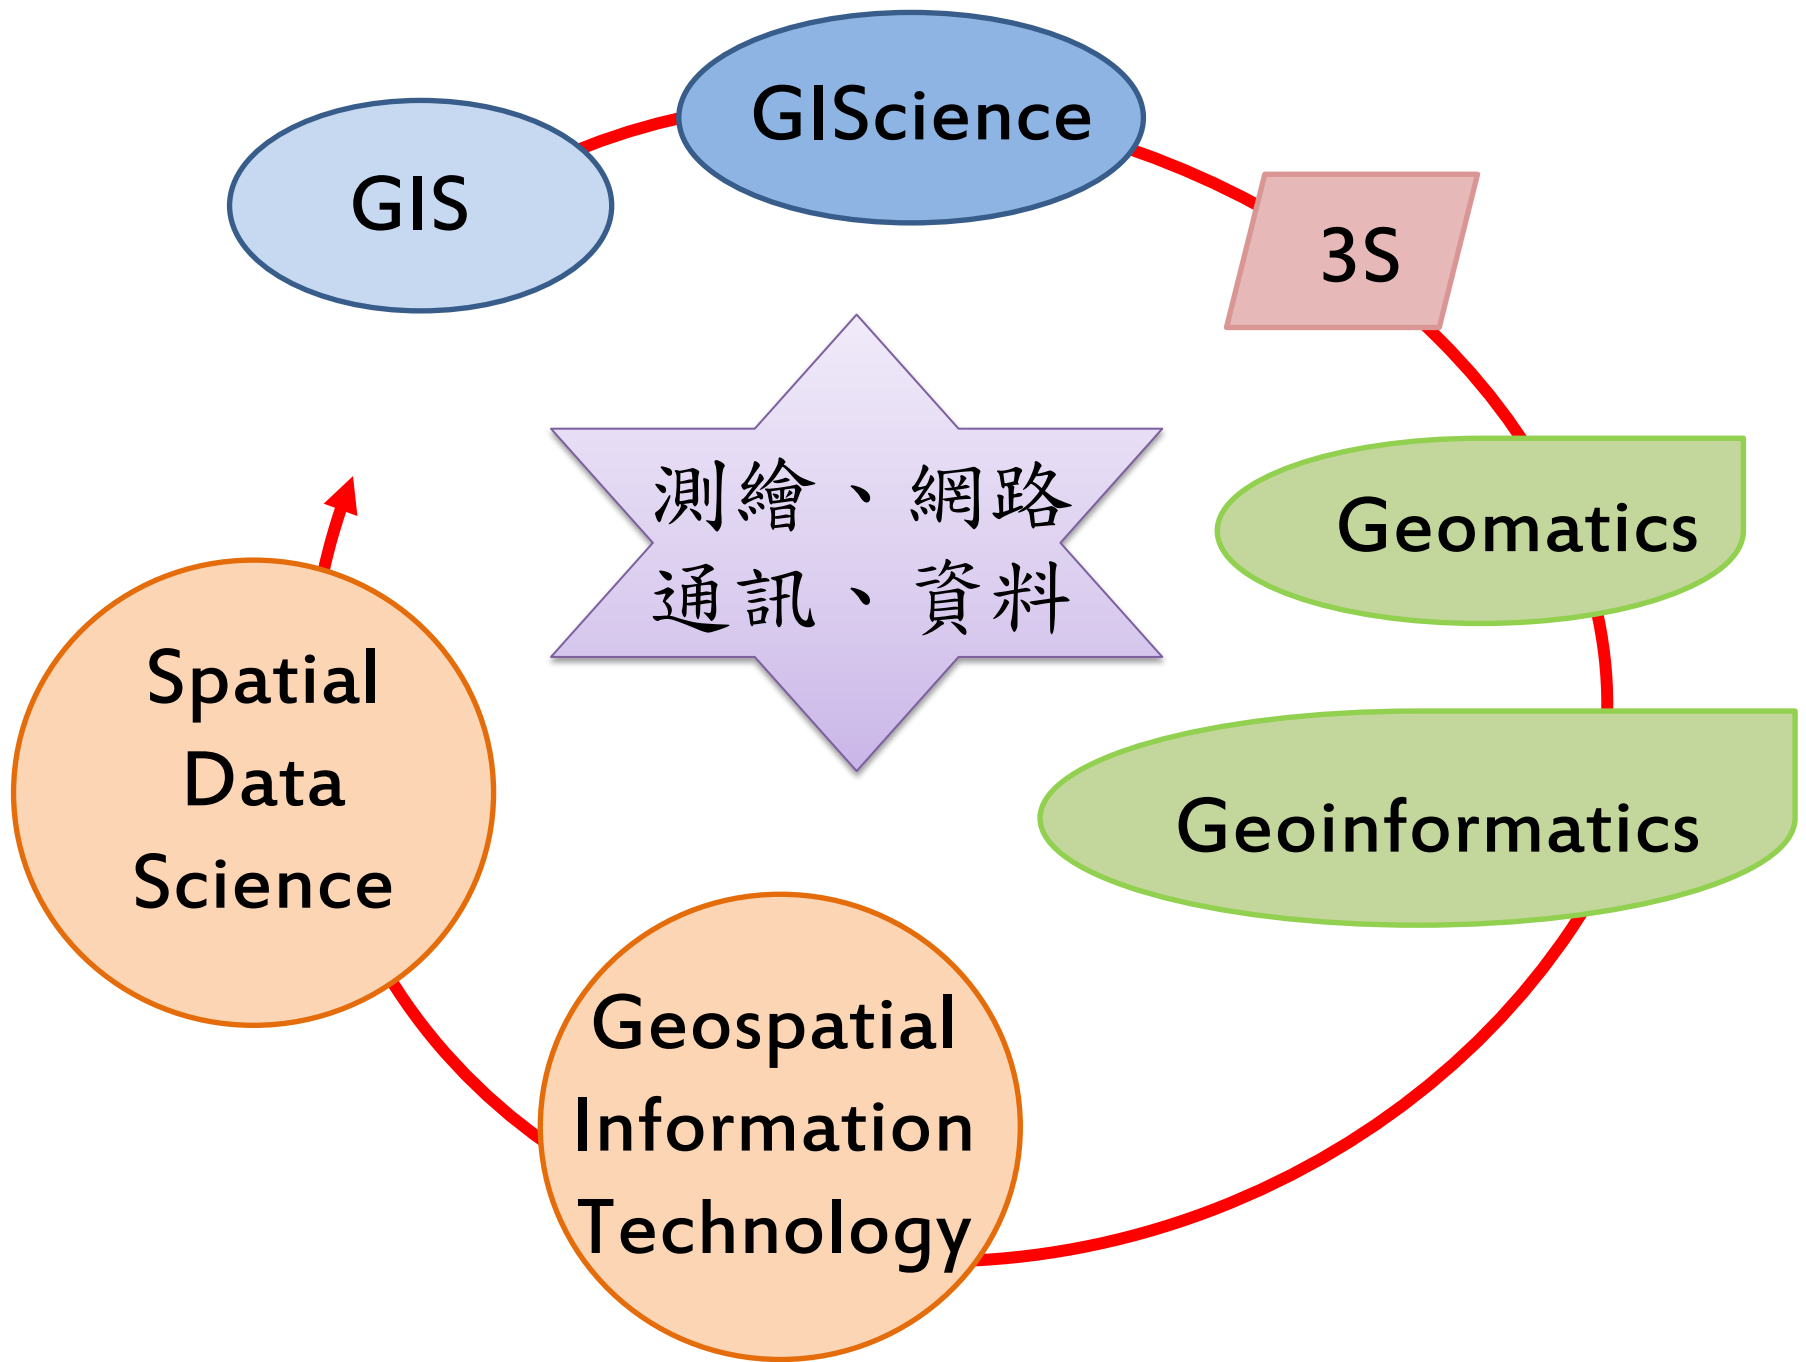 GIS
GIScience
3S
測繪、網路
通訊、資料
Geomatics
Geoinformatics
Geospatial
Information
Technology
Spatial
Data
Science